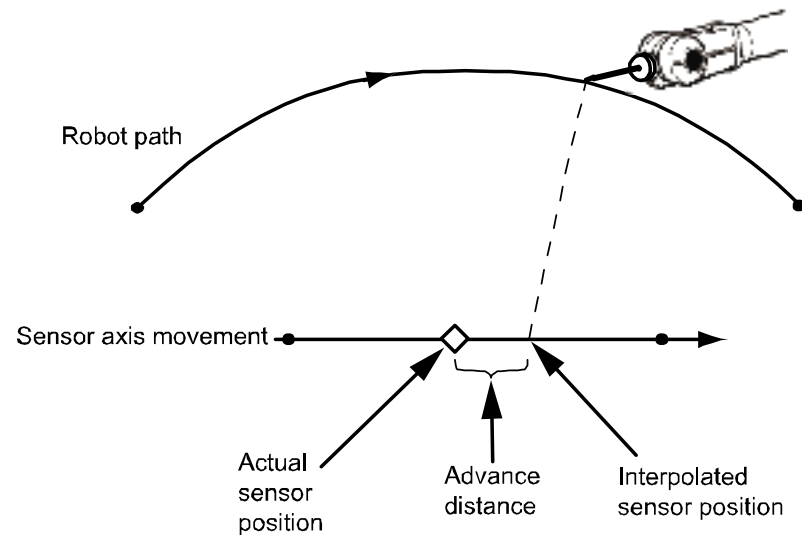 Robot path
Sensor axis movement
Actual
sensor
position
Advance
distance
Interpolated
sensor position